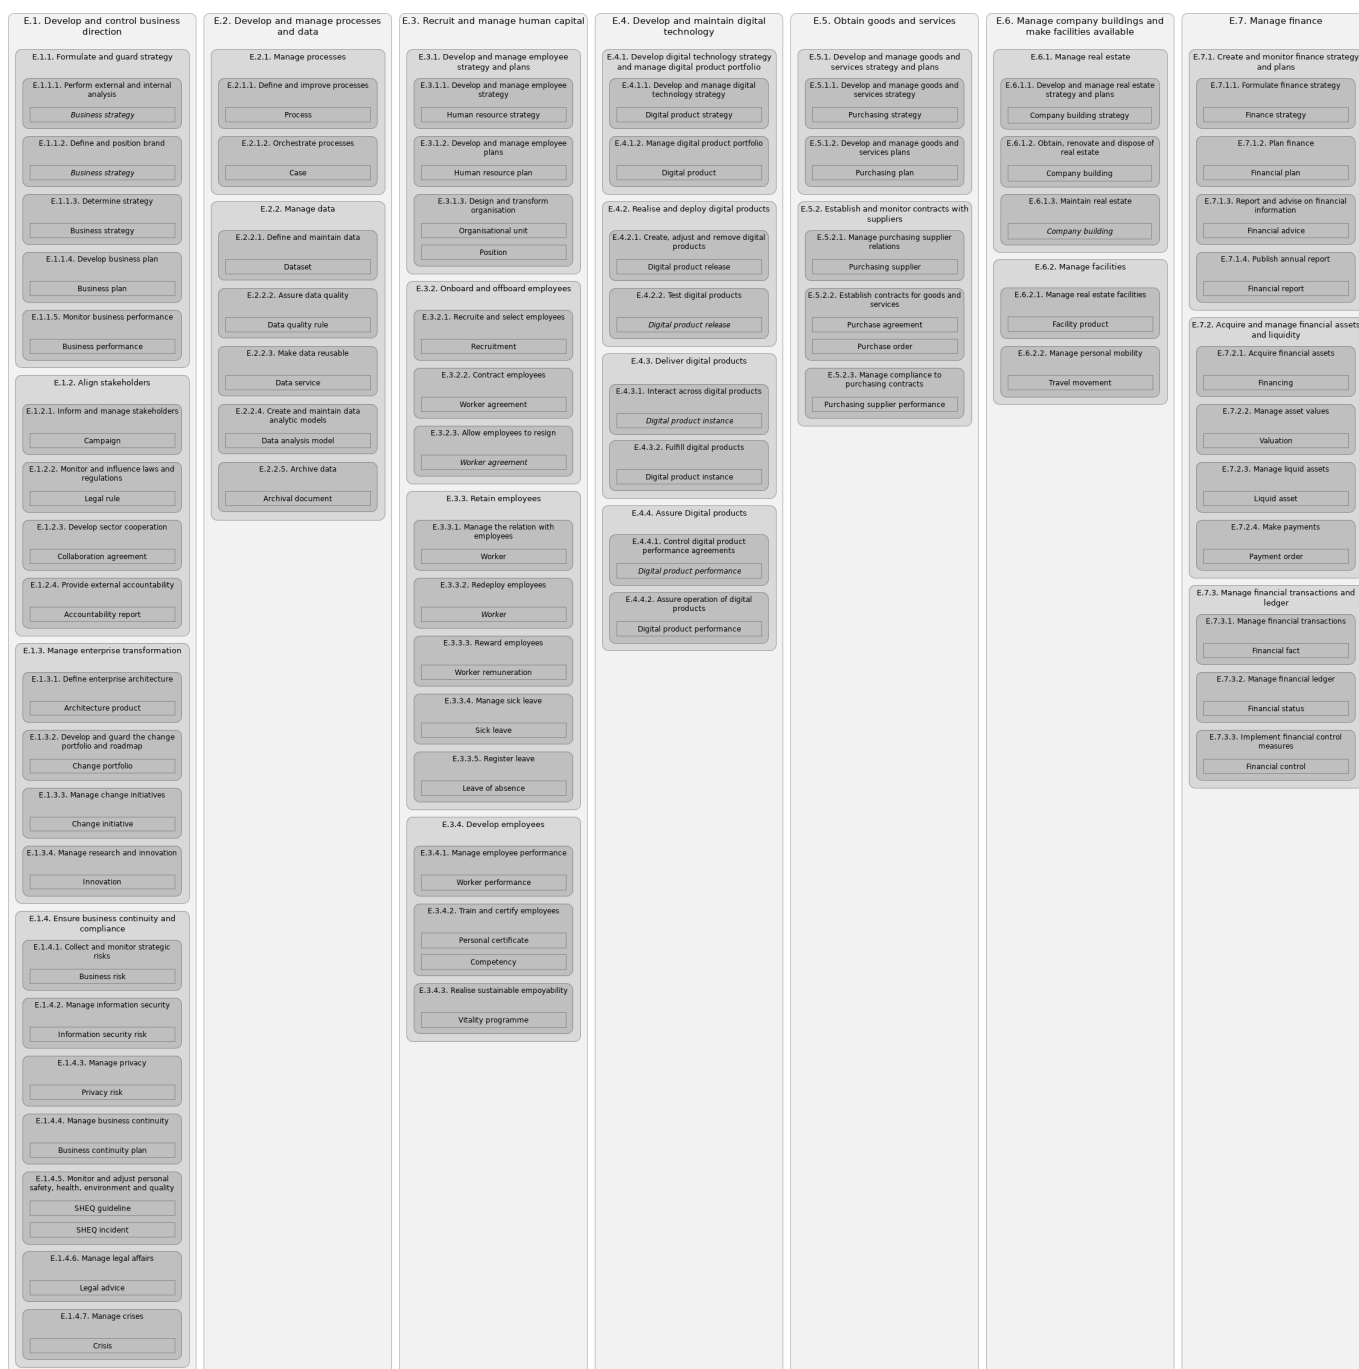 E.1. Develop and control business
direction
E.1.1. Formulate and guard strategy
E.1.1.1. Perform external and internal
analysis
Business strategy
E.1.1.2. Define and position brand
Business strategy
E.1.1.3. Determine strategy
Business strategy
E.1.1.4. Develop business plan
Business plan
E.1.1.5. Monitor business performance
Business performance
E.1.2. Align stakeholders
E.1.2.1. Inform and manage stakeholders
Campaign
E.1.2.2. Monitor and influence laws and
regulations
Legal rule
E.1.2.3. Develop sector cooperation
Collaboration agreement
E.1.2.4. Provide external accountability
Accountability report
E.1.3. Manage enterprise transformation
E.1.3.1. Define enterprise architecture
Architecture product
E.1.3.2. Develop and guard the change
portfolio and roadmap
Change portfolio
E.1.3.3. Manage change initiatives
Change initiative
E.1.3.4. Manage research and innovation
Innovation
E.1.4. Ensure business continuity and
compliance
E.1.4.1. Collect and monitor strategic
risks
Business risk
E.1.4.2. Manage information security
Information security risk
E.1.4.3. Manage privacy
Privacy risk
E.1.4.4. Manage business continuity
Business continuity plan
E.1.4.5. Monitor and adjust personal
safety, health, environment and quality
SHEQ guideline
SHEQ incident
E.1.4.6. Manage legal affairs
Legal advice
E.1.4.7. Manage crises
Crisis
E.2. Develop and manage processes
and data
E.2.1. Manage processes
E.2.1.1. Define and improve processes
Process
E.2.1.2. Orchestrate processes
Case
E.2.2. Manage data
E.2.2.1. Define and maintain data
Dataset
E.2.2.2. Assure data quality
Data quality rule
E.2.2.3. Make data reusable
Data service
E.2.2.4. Create and maintain data
analytic models
Data analysis model
E.2.2.5. Archive data
Archival document
E.3. Recruit and manage human capital
E.3.1. Develop and manage employee
strategy and plans
E.3.1.1. Develop and manage employee
strategy
Human resource strategy
E.3.1.2. Develop and manage employee
plans
Human resource plan
E.3.1.3. Design and transform
organisation
Organisational unit
Position
E.3.2. Onboard and offboard employees
E.3.2.1. Recruite and select employees
Recruitment
E.3.2.2. Contract employees
Worker agreement
E.3.2.3. Allow employees to resign
Worker agreement
E.3.3. Retain employees
E.3.3.1. Manage the relation with
employees
Worker
E.3.3.2. Redeploy employees
Worker
E.3.3.3. Reward employees
Worker remuneration
E.3.3.4. Manage sick leave
Sick leave
E.3.3.5. Register leave
Leave of absence
E.3.4. Develop employees
E.3.4.1. Manage employee performance
Worker performance
E.3.4.2. Train and certify employees
Personal certificate
Competency
E.3.4.3. Realise sustainable empoyability
Vitality programme
E.4. Develop and maintain digital
technology
E.4.1. Develop digital technology strategy
and manage digital product portfolio
E.4.1.1. Develop and manage digital
technology strategy
Digital product strategy
E.4.1.2. Manage digital product portfolio
Digital product
E.4.2. Realise and deploy digital products
E.4.2.1. Create, adjust and remove digital
products
Digital product release
E.4.2.2. Test digital products
Digital product release
E.4.3. Deliver digital products
E.4.3.1. Interact across digital products
Digital product instance
E.4.3.2. Fulfill digital products
Digital product instance
E.4.4. Assure Digital products
E.4.4.1. Control digital product
performance agreements
Digital product performance
E.4.4.2. Assure operation of digital
products
Digital product performance
E.5. Obtain goods and services
E.5.1. Develop and manage goods and
services strategy and plans
E.5.1.1. Develop and manage goods and
services strategy
Purchasing strategy
E.5.1.2. Develop and manage goods and
services plans
Purchasing plan
E.5.2. Establish and monitor contracts with
suppliers
E.5.2.1. Manage purchasing supplier
relations
Purchasing supplier
E.5.2.2. Establish contracts for goods and
services
Purchase agreement
Purchase order
E.5.2.3. Manage compliance to
purchasing contracts
Purchasing supplier performance
E.6. Manage company buildings and
make facilities available
E.6.1. Manage real estate
E.6.1.1. Develop and manage real estate
strategy and plans
Company building strategy
E.6.1.2. Obtain, renovate and dispose of
real estate
Company building
E.6.1.3. Maintain real estate
Company building
E.6.2. Manage facilities
E.6.2.1. Manage real estate facilities
Facility product
E.6.2.2. Manage personal mobility
Travel movement
E.7. Manage finance
E.7.1. Create and monitor finance strategy
and plans
E.7.1.1. Formulate finance strategy
Finance strategy
E.7.1.2. Plan finance
Financial plan
E.7.1.3. Report and advise on financial
information
Financial advice
E.7.1.4. Publish annual report
Financial report
E.7.2. Acquire and manage financial assets
and liquidity
E.7.2.1. Acquire financial assets
Financing
E.7.2.2. Manage asset values
Valuation
E.7.2.3. Manage liquid assets
Liquid asset
E.7.2.4. Make payments
Payment order
E.7.3. Manage financial transactions and
ledger
E.7.3.1. Manage financial transactions
Financial fact
E.7.3.2. Manage financial ledger
Financial status
E.7.3.3. Implement financial control
measures
Financial control